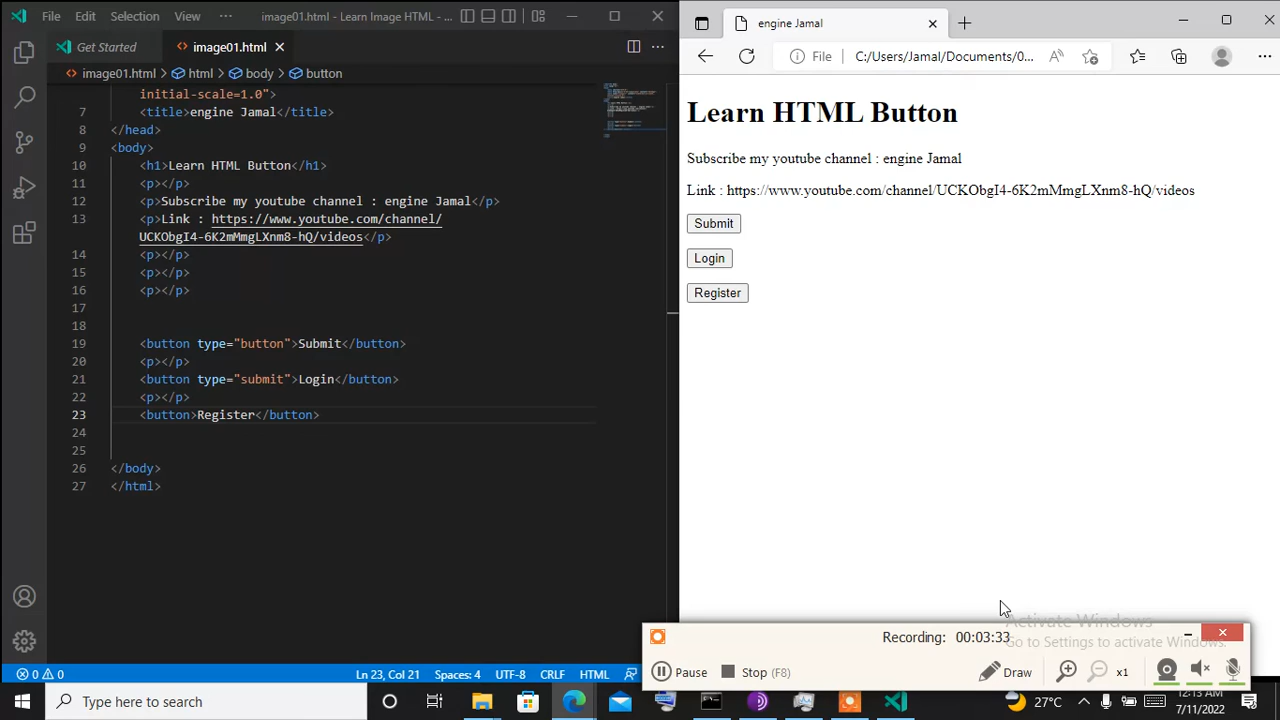 File Edit Selection View ··· image01.html - Learn Image HTML - ...
Get Started image01.html
image01.html > html > body > button
initial-scale=1.0">
7 <title>engine Jamal</title>
8 </head>
9 <body>
10 <h1>Learn HTML Button</h1>
11 <p></p>
12 <p>Subscribe my youtube channel : engine Jamal</p>
13 <p>Link : https://www.youtube.com/channel/
UCKObgI4-6K2mMmgLXnm8-hQ/videos</p>
14 <p></p>
15 <p></p>
16 <p></p>
17
18
19 <button type="button">Submit</button>
20 <p></p>
21 <button type="submit">Login</button>
22 <p></p>
23 <button>Register</button>
24
25
26 </body>
27 </html>
0 0 Ln 23, Col 21 Spaces: 4 UTF-8 CRLF HTML
engine Jamal
File C:/Users/Jamal/Documents/0...
Learn HTML Button
Subscribe my youtube channel : engine Jamal
Link : https://www.youtube.com/channel/UCKObgI4-6K2mMmgLXnm8-hQ/videos
Submit
Login
Register
Activate Windows
Go to Settings to activate Windows.
Recording: 00:03:33
Pause Stop (F8) Draw x1
Type here to search
27°C
12:13 AM
7/11/2022